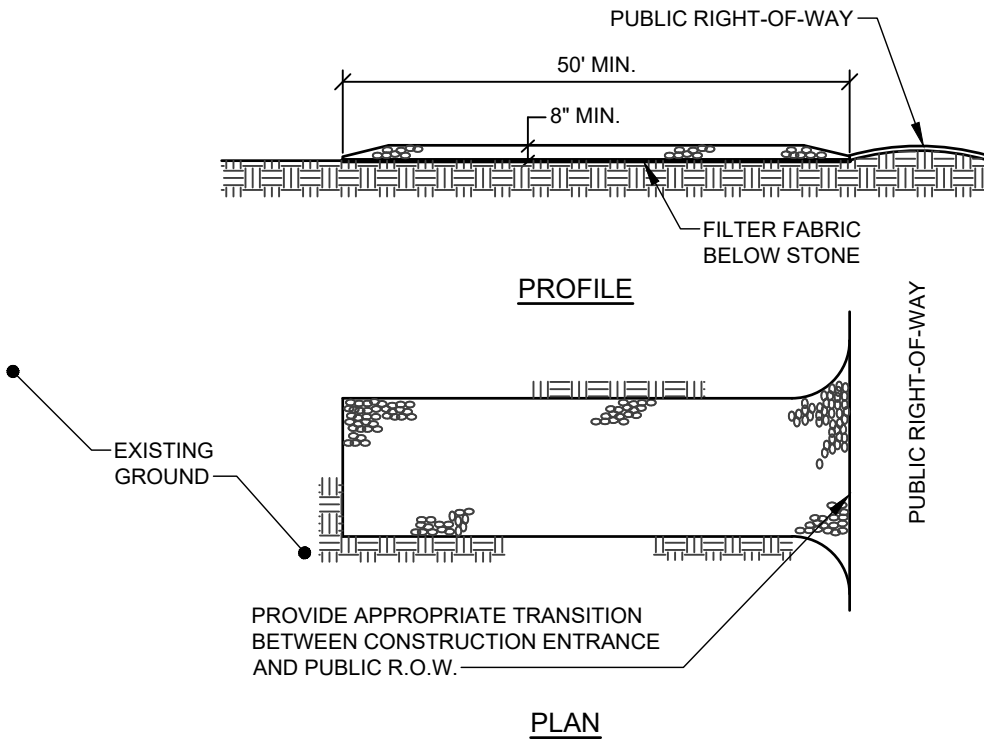 PUBLIC RIGHT-OF-WAY
50' MIN.
8" MIN.
FILTER FABRIC
BELOW STONE
PROFILE
PUBLIC RIGHT-OF-WAY
EXISTING
GROUND
PROVIDE APPROPRIATE TRANSITION
BETWEEN CONSTRUCTION ENTRANCE
AND PUBLIC R.O.W.
PLAN